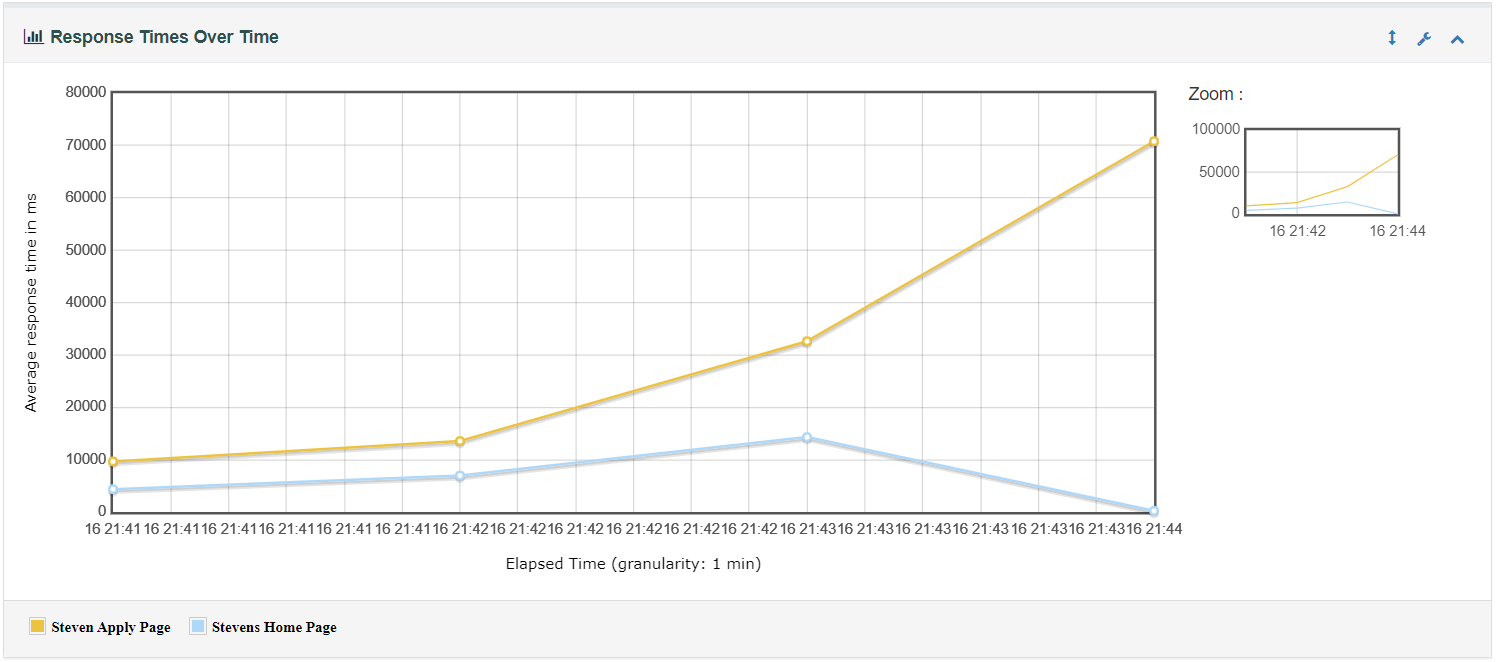 Response Times Over Time
Zoom :
80000
70000
60000
50000
40000
30000
20000
10000
0
Average response time in ms
16 21:41 16 21:41 16 21:41 16 21:41 16 21:41 16 21:41 16 21:42 16 21:42 16 21:42 16 21:42 16 21:42 16 21:42 16 21:43 16 21:43 16 21:43 16 21:43 16 21:43 16 21:43 16 21:44
Elapsed Time (granularity: 1 min)
100000
50000
0
16 21:42 16 21:44
Steven Apply Page Stevens Home Page